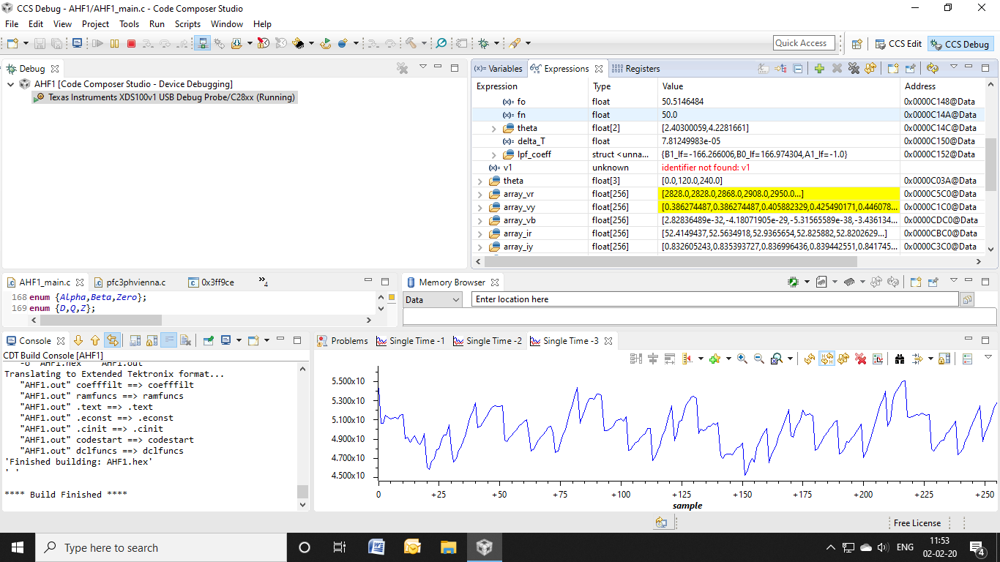 CCS Debug - AHF1/AHF1_main.c - Code Composer Studio
File Edit View Project Tools Run Scripts Window Help
Quick Access
CCS Edit
CCS Debug
Debug
AHF1 [Code Composer Studio - Device Debugging]
Texas Instruments XDS100v1 USB Debug Probe/C28xx (Running)
(x)= Variables
Expressions
Registers
Expression Type Value Address
(x)= fo float 50.5146484 0x0000C148@Data
(x)= fn float 50.0 0x0000C14A@Data
theta float[2] [2.40300059,4.2281661] 0x0000C14C@Data
(x)= delta_T float 7.81249983e-05 0x0000C150@Data
lpf_coeff struct <unna... {B1_lf=-166.266006,B0_lf=166.974304,A1_lf=-1.0} 0x0000C152@Data
(x)= v1 unknown identifier not found: v1
theta float[3] [0.0,120.0,240.0] 0x0000C03A@Data
array_vr float[256] [2828.0,2828.0,2868.0,2908.0,2950.0...] 0x0000C5C0@Data
array_vy float[256] [0.386274487,0.386274487,0.405882329,0.425490171,0.446078... 0x0000C1C0@Data
array_vb float[256] [2.82836489e-32,-4.18071905e-29,-5.31565589e-38,-3.436134... 0x0000CDC0@Data
array_ir float[256] [52.4149437,52.5634918,52.9365654,52.825882,52.8202629...] 0x0000CBC0@Data
array_iy float[256] [0.832605243,0.835393727,0.836996436,0.839442551,0.841745... 0x0000C3C0@Data
AHF1_main.c
pfc3phvienna.c
0x3ff9ce
»4
168 enum {Alpha,Beta,Zero};
169 enum {D,Q,Z};
Memory Browser
Data
Enter location here
Console
CDT Build Console [AHF1]
-o "AHF1.hex" "AHF1.out"
Translating to Extended Tektronix format...
"AHF1.out" coefffilt ==> coefffilt
"AHF1.out" ramfuncs ==> ramfuncs
"AHF1.out" .text ==> .text
"AHF1.out" .econst ==> .econst
"AHF1.out" .cinit ==> .cinit
"AHF1.out" codestart ==> codestart
"AHF1.out" dclfuncs ==> dclfuncs
'Finished building: AHF1.hex'
' '
**** Build Finished ****
Problems
Single Time -1
Single Time -2
Single Time -3
5.500x10
5.300x10
5.100x10
4.900x10
4.700x10
4.500x10
0 +25 +50 +75 +100 +125 +150 +175 +200 +225 +250
sample
Free License
Type here to search
ENG
11:53
02-02-20
4